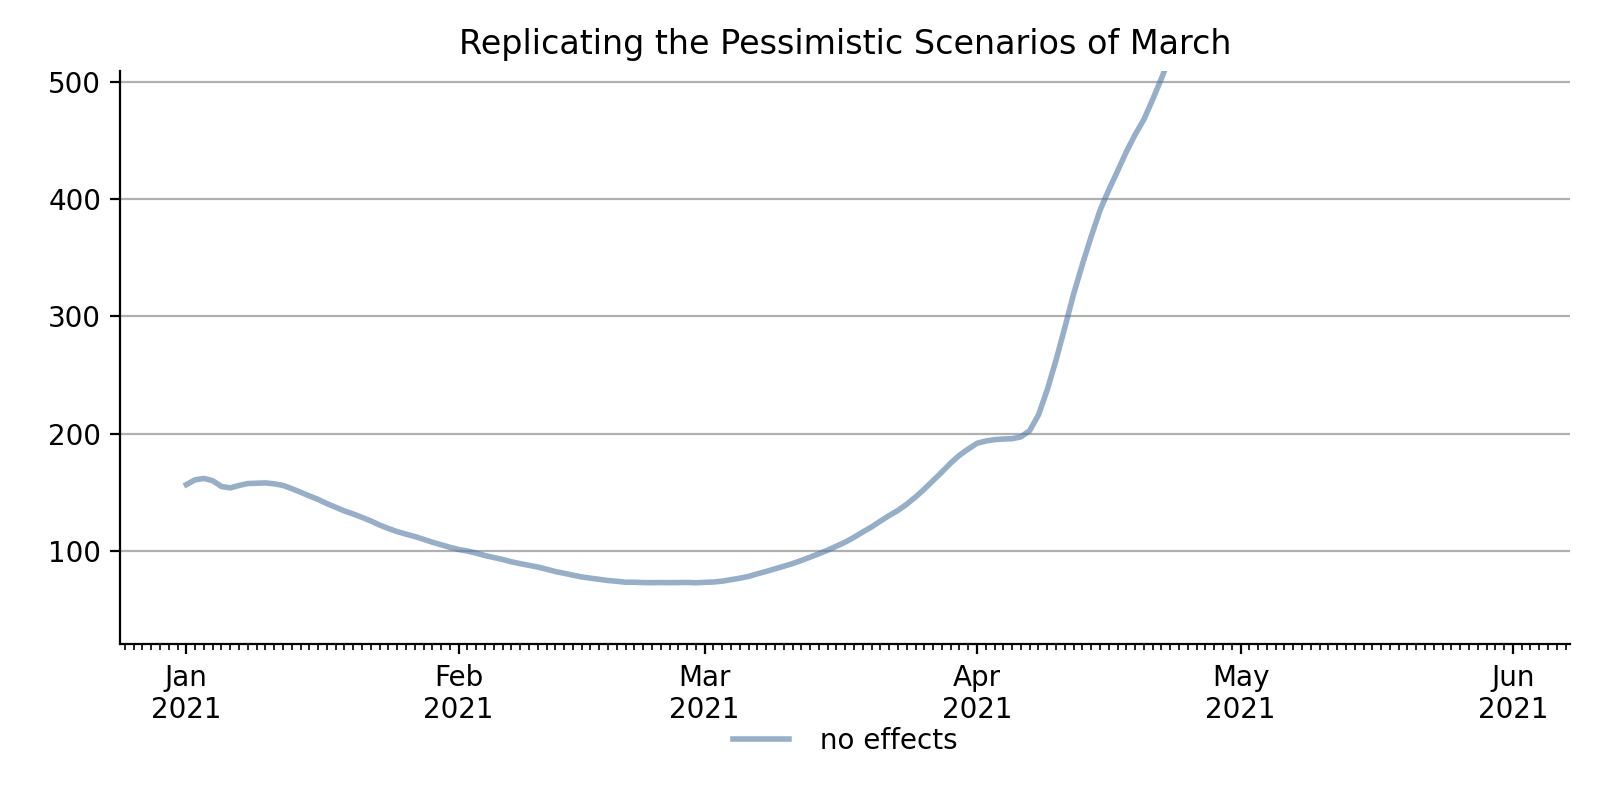 Replicating the Pessimistic Scenarios of March
500
400
300
200
100
Jan Feb Mar Apr May Jun
2021 2021 2021 2021 2021 2021
no effects